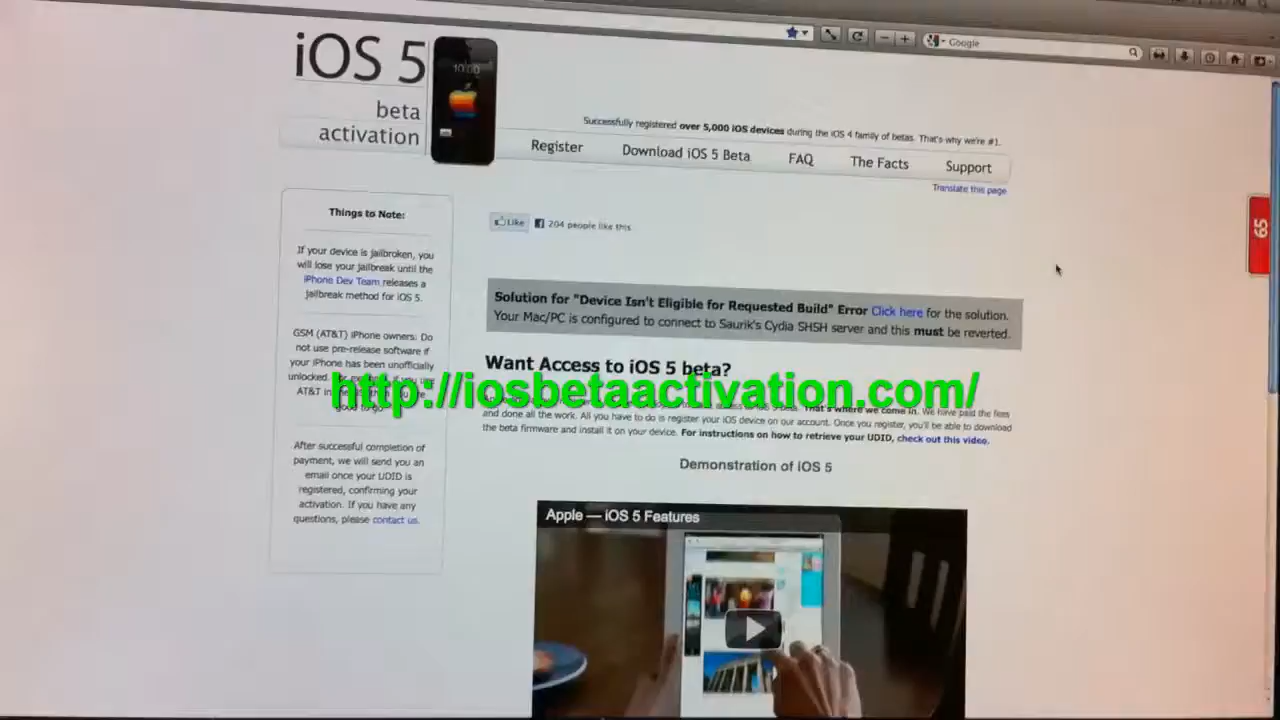 Google
iOS 5
beta
activation
10:00
Successfully registered over 5,000 iOS devices during the iOS 4 family of betas. That's why we're #1.
Register
Download iOS 5 Beta
FAQ
The Facts
Support
Translate this page
Things to Note:
If your device is jailbroken, you
will lose your jailbreak until the
iPhone Dev Team releases a
jailbreak method for iOS 5.
GSM (AT&T) iPhone owners: Do
not use pre-release software if
your iPhone has been unofficially
unlocked.
AT&T in
good to go
After successful completion of
payment, we will send you an
email once your UDID is
registered, confirming your
activation. If you have any
questions, please contact us.
Like
204 people like this.
65
Solution for "Device Isn't Eligible for Requested Build" Error Click here for the solution.
Your Mac/PC is configured to connect to Saurik's Cydia SHSH server and this must be reverted.
Want Access to iOS 5 beta?
http://iosbetaactivation.com/
That's where we come in. We have paid the fees
and done all the work. All you have to do is register your iOS device on our account. Once you register, you'll be able to download
the beta firmware and install it on your device. For instructions on how to retrieve your UDID, check out this video.
Demonstration of iOS 5
Apple — iOS 5 Features